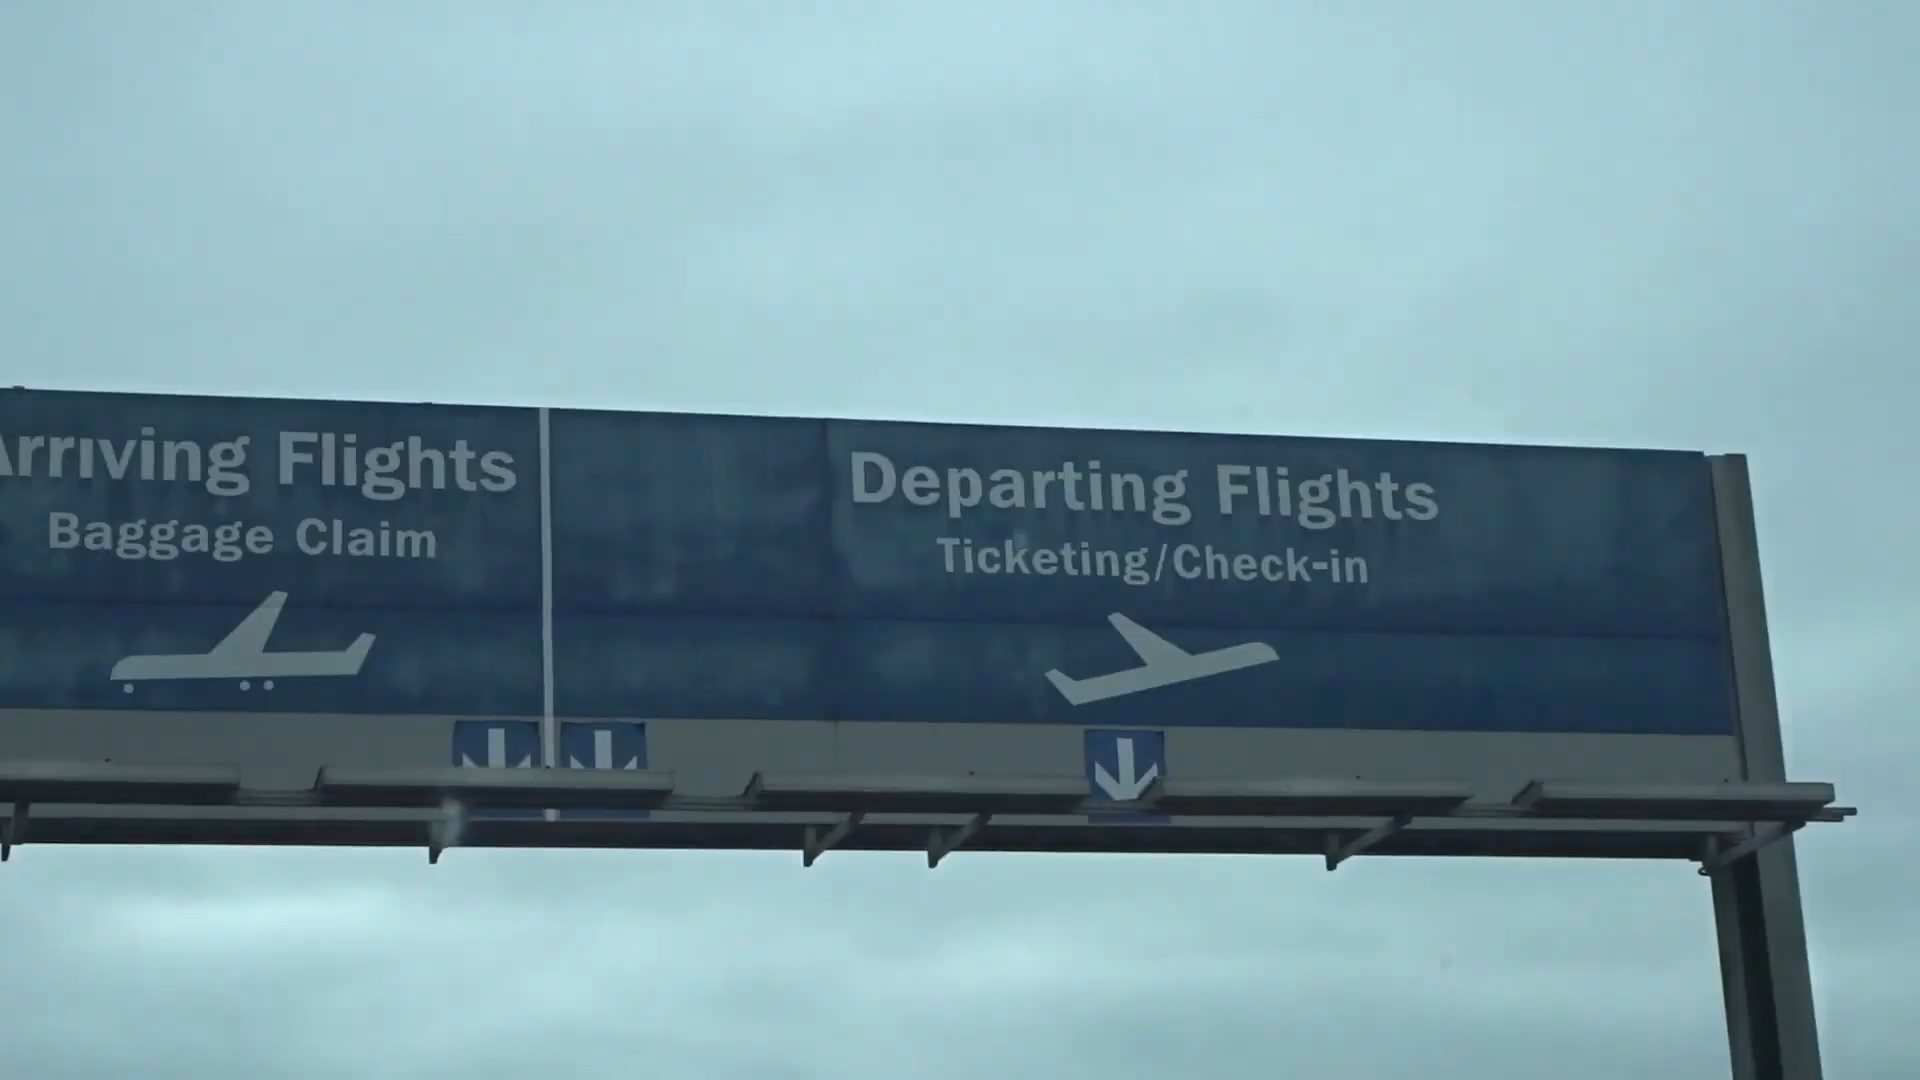 Arriving Flights
Baggage Claim
Departing Flights
Ticketing/Check-in